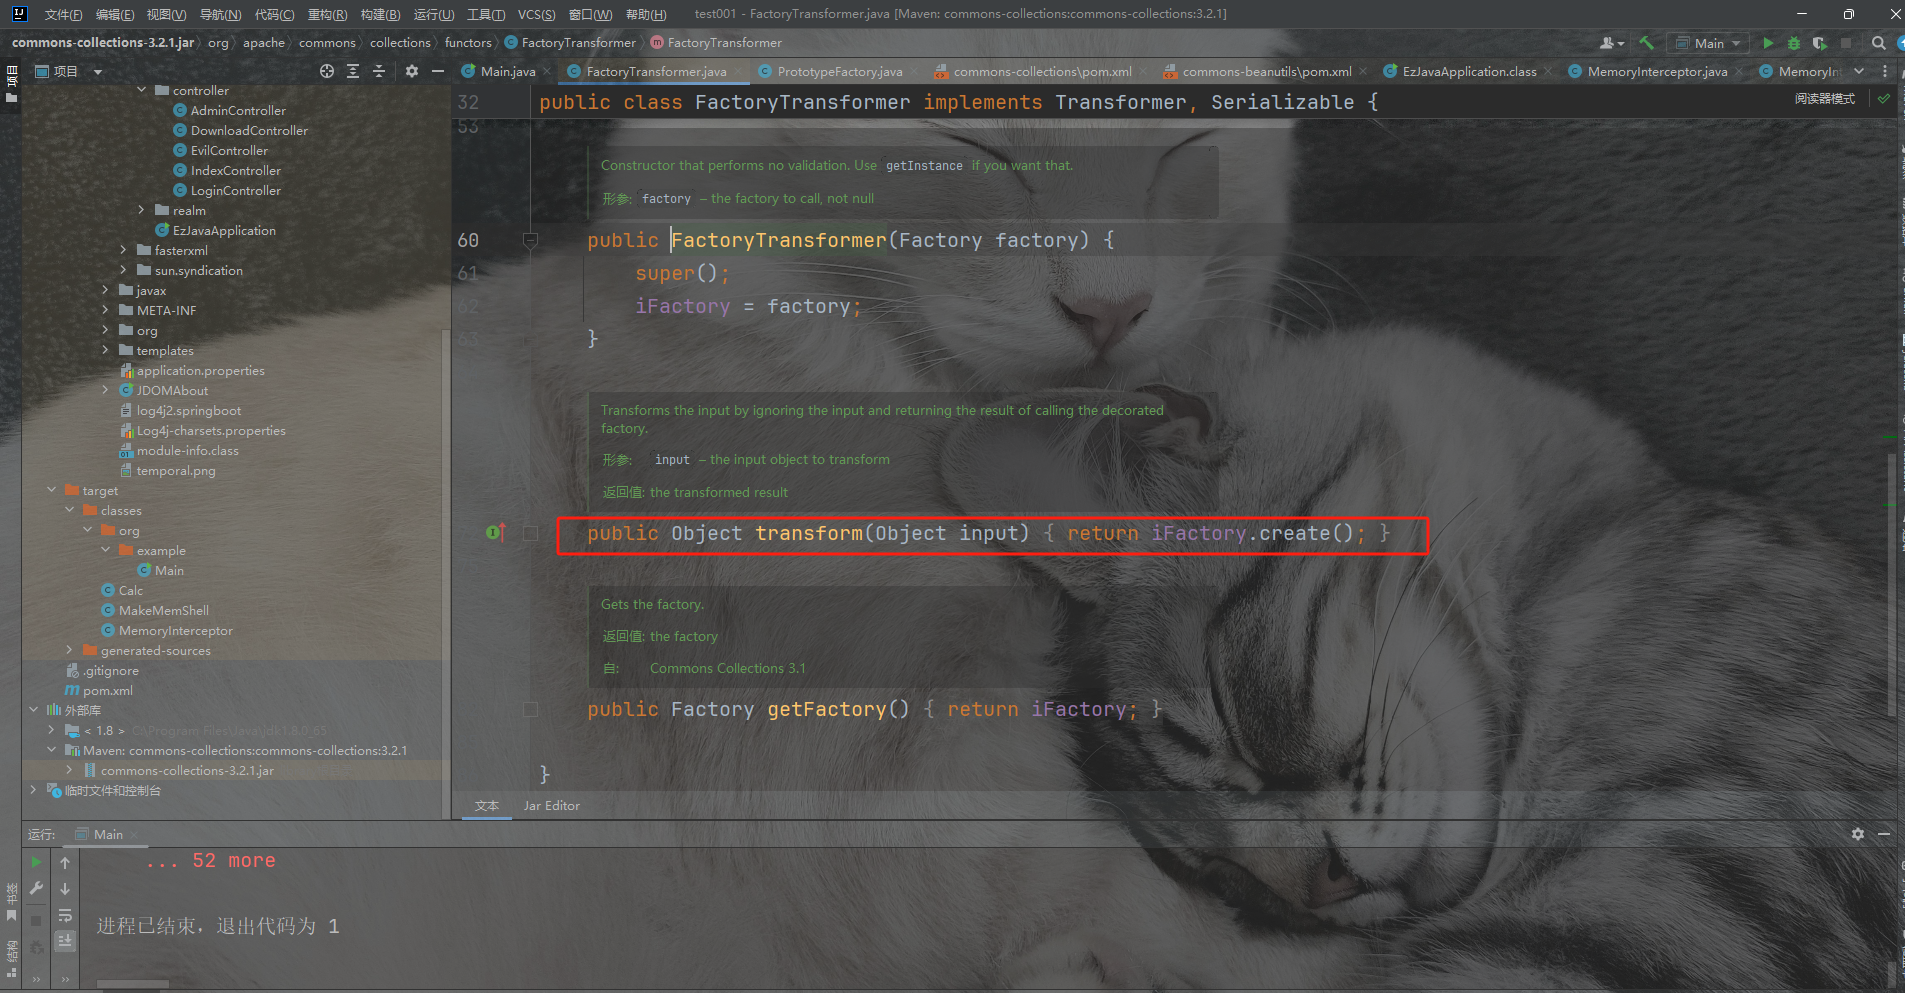 文件(F) 编辑(E) 视图(V) 导航(N) 代码(C) 重构(R) 构建(B) 运行(U) 工具(T) VCS(S) 窗口(W) 帮助(H) test001 - FactoryTransformer.java [Maven: commons-collections:commons-collections:3.2.1]
commons-collections-3.2.1.jar org apache commons collections functors FactoryTransformer FactoryTransformer Main
项目 项目 Main.java FactoryTransformer.java PrototypeFactory.java commons-collections\pom.xml commons-beanutils\pom.xml EzJavaApplication.class MemoryInterceptor.java MemoryInt
controller
AdminController
DownloadController
EvilController
IndexController
LoginController
realm
EzJavaApplication
fasterxml
sun.syndication
javax
META-INF
org
templates
application.properties
JDOMAbout
log4j2.springboot
Log4j-charsets.properties
module-info.class
temporal.png
target
classes
org
example
Main
Calc
MakeMemShell
MemoryInterceptor
generated-sources
.gitignore
pom.xml
外部库
< 1.8 > C:\Program Files\Java\jdk1.8.0_65
Maven: commons-collections:commons-collections:3.2.1
commons-collections-3.2.1.jar
临时文件和控制台
32 public class FactoryTransformer implements Transformer, Serializable {
阅读器模式
53
Constructor that performs no validation. Use getInstance if you want that.
形参: factory – the factory to call, not null
60 public FactoryTransformer(Factory factory) {
61 super();
62 iFactory = factory;
63 }
Transforms the input by ignoring the input and returning the result of calling the decorated
factory.
形参: input – the input object to transform
返回值: the transformed result
public Object transform(Object input) { return iFactory.create(); }
Gets the factory.
返回值: the factory
自: Commons Collections 3.1
public Factory getFactory() { return iFactory; }
}
文本 Jar Editor
运行: Main
... 52 more
进程已结束，退出代码为 1
书签
结构